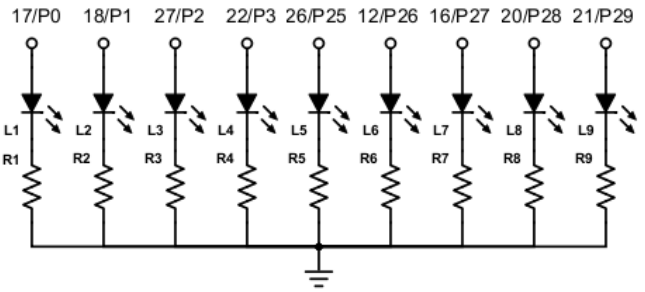 17/P0 18/P1 27/P2 22/P3 26/P25 12/P26 16/P27 20/P28 21/P29
L1 L2 L3 L4 L5 L6 L7 L8 L9
R1 R2 R3 R4 R5 R6 R7 R8 R9